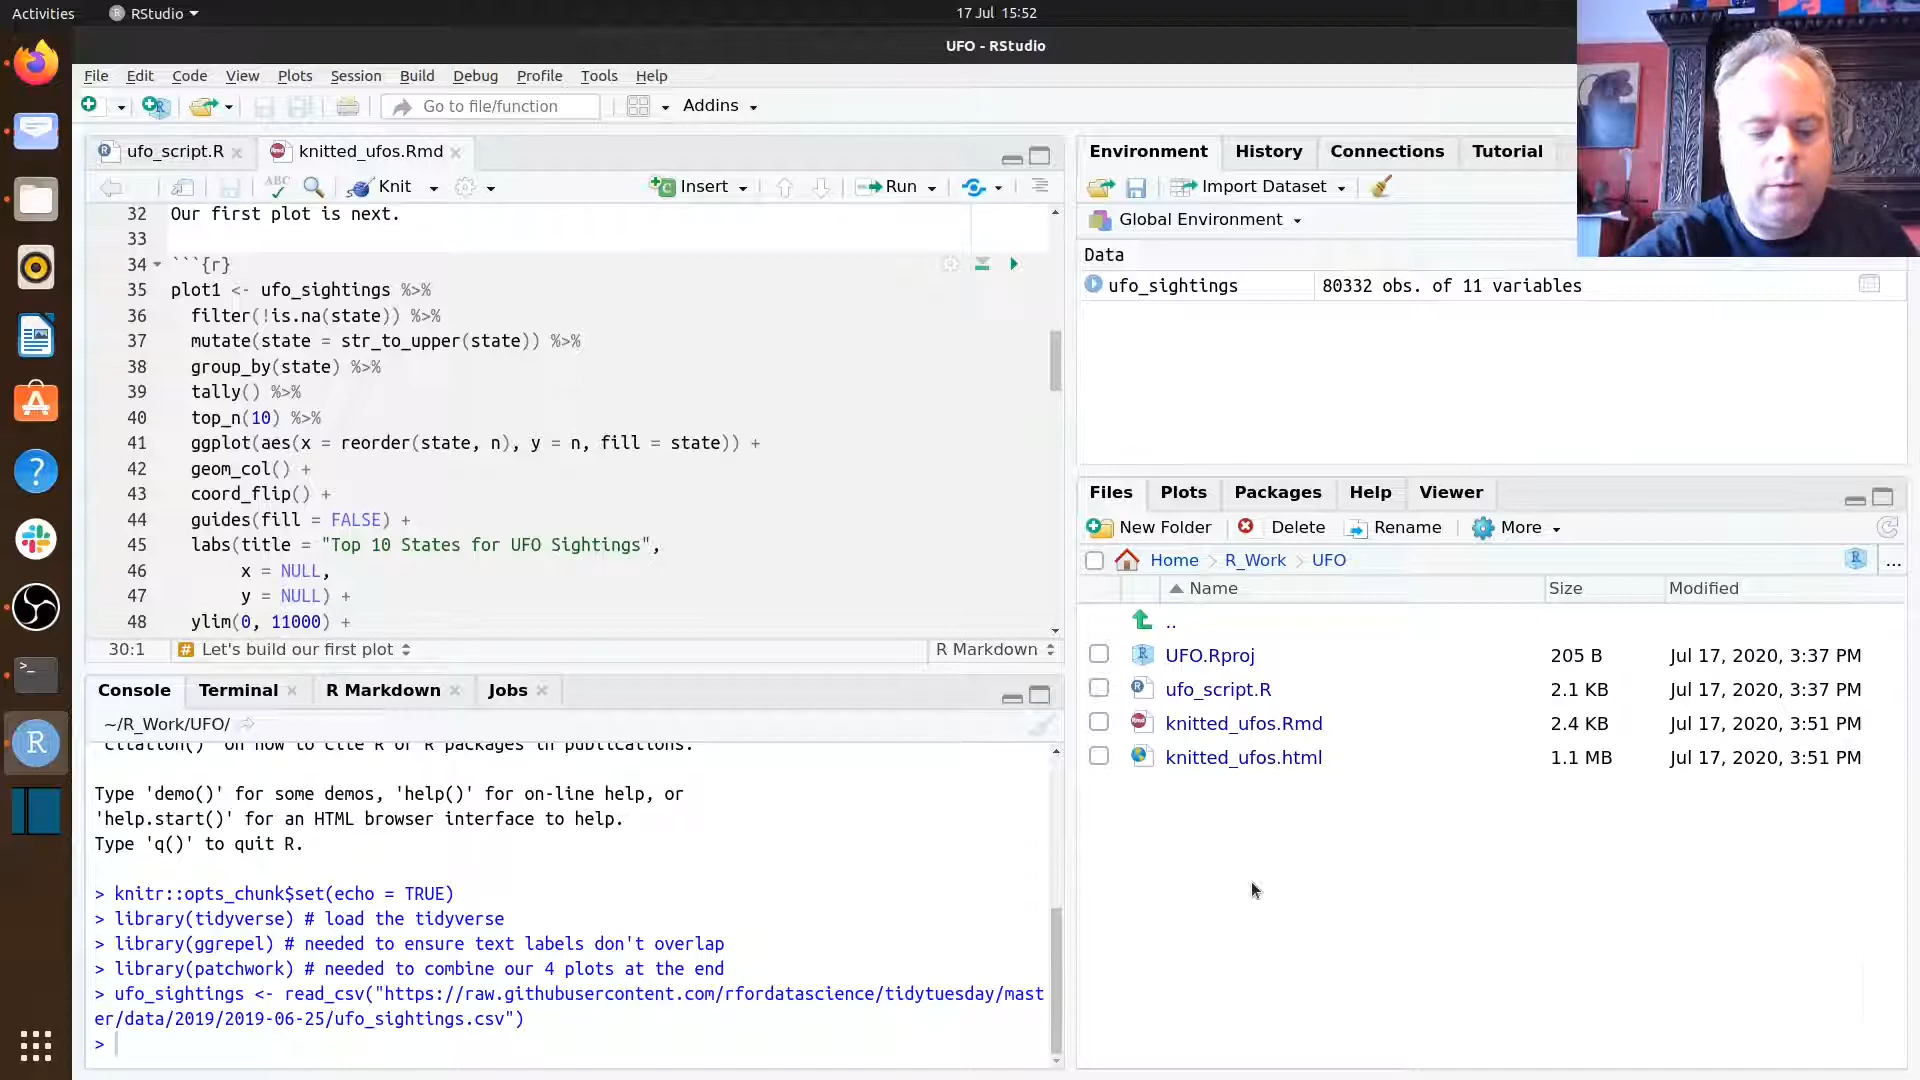 Activities RStudio 17 Jul 15:52
UFO - RStudio
File Edit Code View Plots Session Build Debug Profile Tools Help
Go to file/function Addins
ufo_script.R knitted_ufos.Rmd
ABC Knit Insert Run
32 Our first plot is next.
33
34 ```{r}
35 plot1 <- ufo_sightings %>%
36 filter(!is.na(state)) %>%
37 mutate(state = str_to_upper(state)) %>%
38 group_by(state) %>%
39 tally() %>%
40 top_n(10) %>%
41 ggplot(aes(x = reorder(state, n), y = n, fill = state)) +
42 geom_col() +
43 coord_flip() +
44 guides(fill = FALSE) +
45 labs(title = "Top 10 States for UFO Sightings",
46 x = NULL,
47 y = NULL) +
48 ylim(0, 11000) +
30:1 # Let's build our first plot R Markdown
Console Terminal R Markdown Jobs
~/R_Work/UFO/
'citation()' on how to cite R or R packages in publications.
Type 'demo()' for some demos, 'help()' for on-line help, or
'help.start()' for an HTML browser interface to help.
Type 'q()' to quit R.
> knitr::opts_chunk$set(echo = TRUE)
> library(tidyverse) # load the tidyverse
> library(ggrepel) # needed to ensure text labels don't overlap
> library(patchwork) # needed to combine our 4 plots at the end
> ufo_sightings <- read_csv("https://raw.githubusercontent.com/rfordatascience/tidytuesday/mast
er/data/2019/2019-06-25/ufo_sightings.csv")
>
Environment History Connections Tutorial
Import Dataset
Global Environment
Data
ufo_sightings 80332 obs. of 11 variables
Files Plots Packages Help Viewer
New Folder Delete Rename More
Home R_Work UFO ...
Name Size Modified
..
UFO.Rproj 205 B Jul 17, 2020, 3:37 PM
ufo_script.R 2.1 KB Jul 17, 2020, 3:37 PM
knitted_ufos.Rmd 2.4 KB Jul 17, 2020, 3:51 PM
knitted_ufos.html 1.1 MB Jul 17, 2020, 3:51 PM